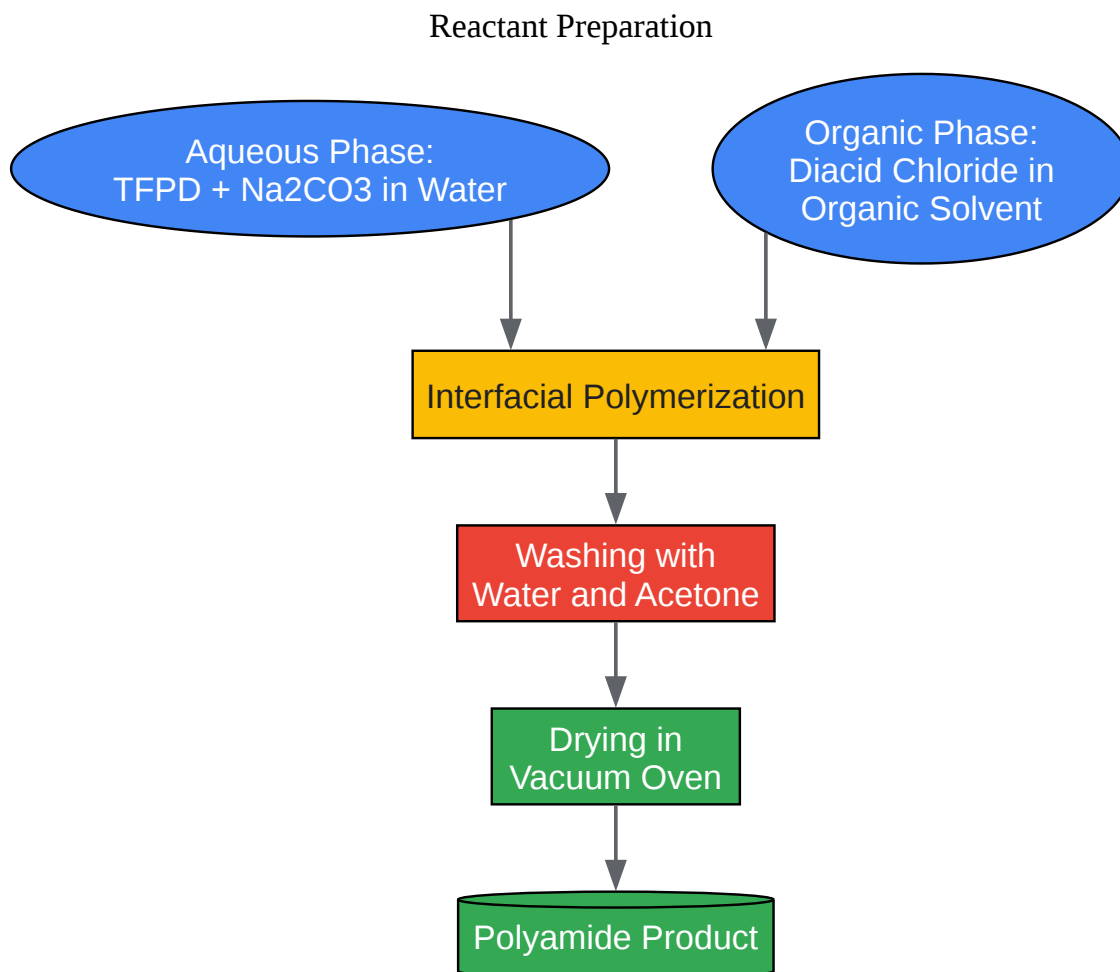 Reactant Preparation
Aqueous Phase:
TFPD + Na2CO3 in Water
Organic Phase:
Diacid Chloride in
Organic Solvent
Interfacial Polymerization
Washing with
Water and Acetone
Drying in
Vacuum Oven
Polyamide Product